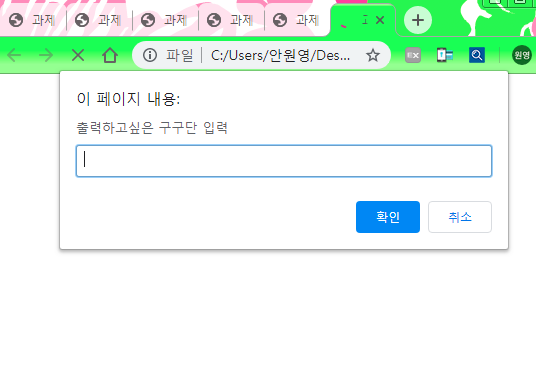 과제
과제
과제
과제
과제
과
파일 C:/Users/안원영/Des...
원영
이 페이지 내용:
출력하고싶은 구구단 입력
확인 취소